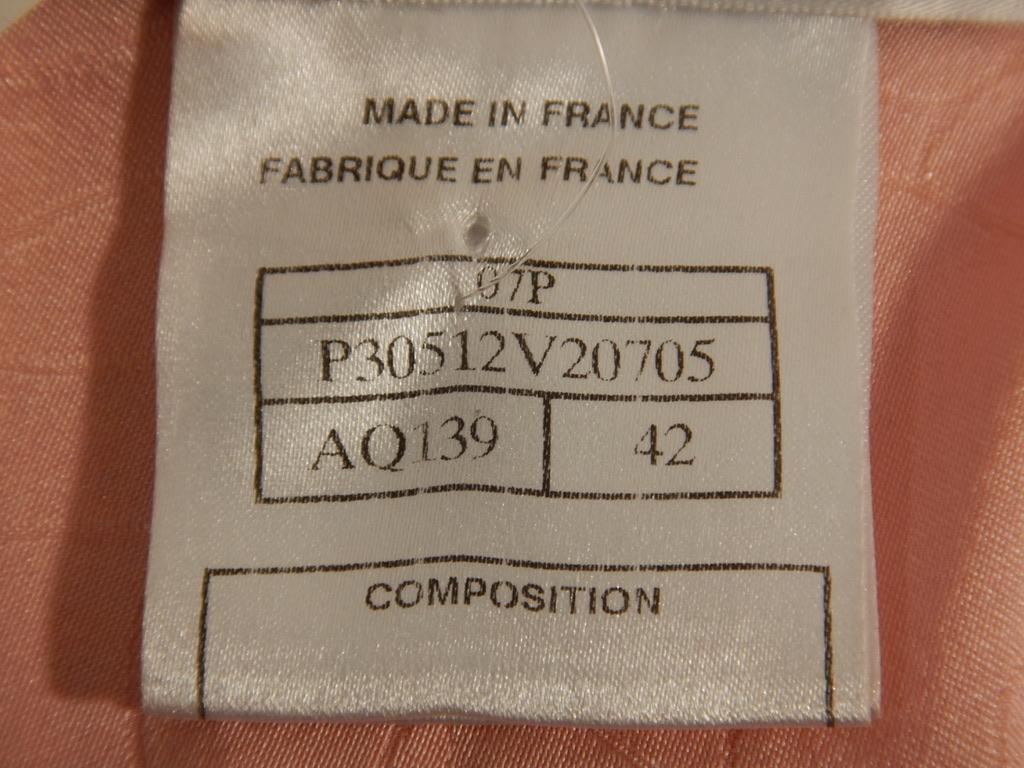 MADE IN FRANCE
FABRIQUE EN FRANCE
07P
P30512V20705
AQ139 42
COMPOSITION